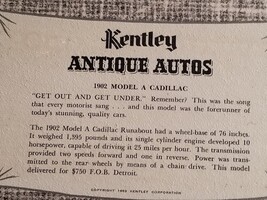 Kentley
ANTIQUE AUTOS
1902 MODEL A CADILLAC
"GET OUT AND GET UNDER." Remember? This was the song
that every motorist sang . . . and this model was the forerunner of
today's stunning, quality cars.
The 1902 Model A Cadillac Runabout had a wheel-base of 76 inches.
It weighed 1,395 pounds and its single cylinder engine developed 10
horsepower, capable of driving it 25 miles per hour. The transmission
provided two speeds forward and one in reverse. Power was trans-
mitted to the rear wheels by means of a chain drive. This model
delivered for $750 F.O.B. Detroit.
COPYRIGHT KENTLEY CORPORATION